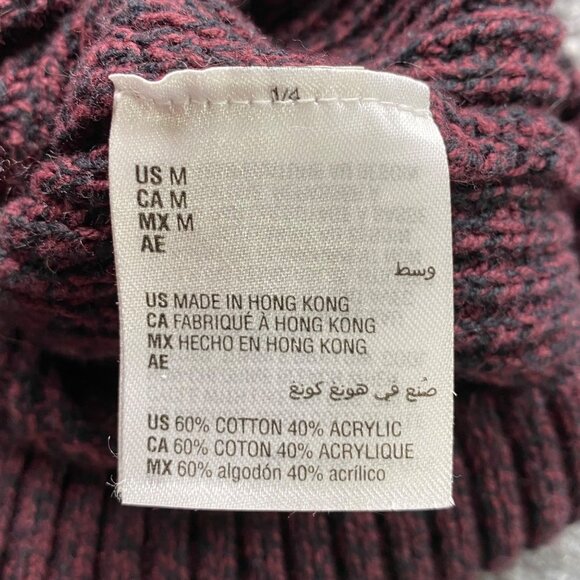 1/4
US M
CA M
MX M
AE
وسط
US MADE IN HONG KONG
CA FABRIQUÉ À HONG KONG
MX HECHO EN HONG KONG
AE
صُنع في هونغ كونغ
US 60% COTTON 40% ACRYLIC
CA 60% COTON 40% ACRYLIQUE
MX 60% algodón 40% acrílico